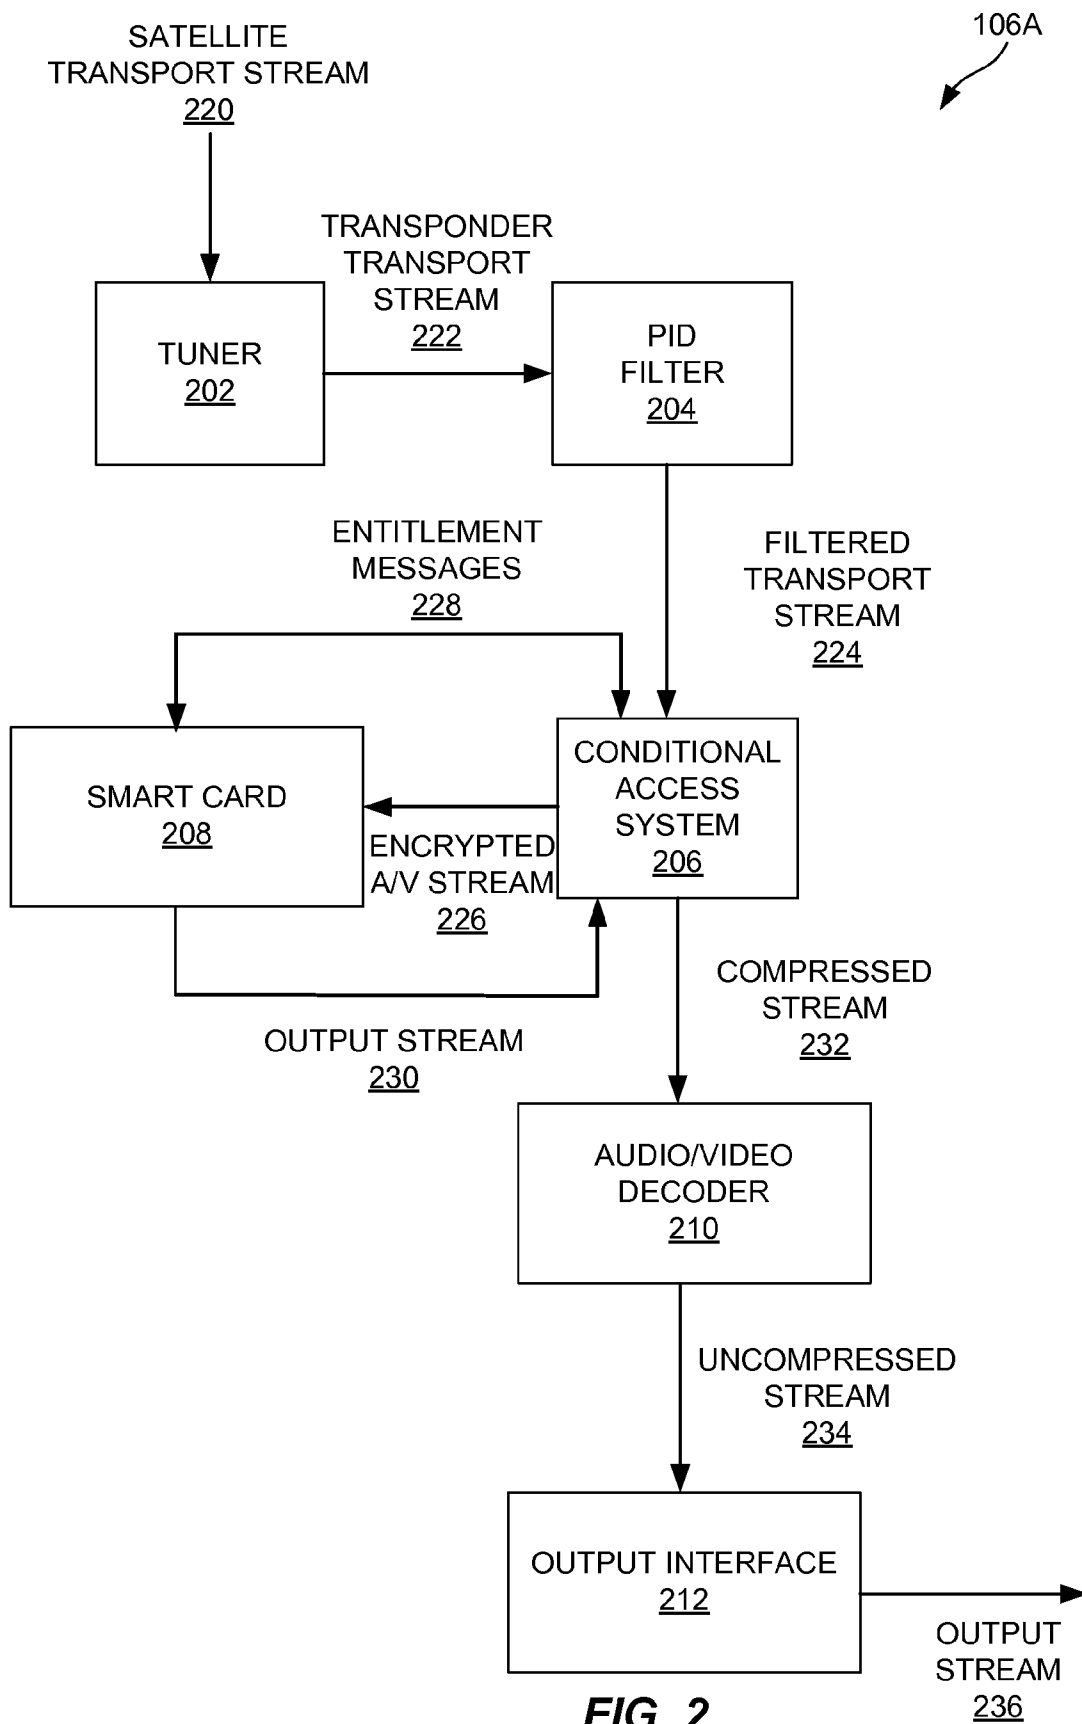 106A
SATELLITE
TRANSPORT STREAM
220
TRANSPONDER
TRANSPORT
STREAM
222
TUNER
202
PID
FILTER
204
ENTITLEMENT
MESSAGES
228
FILTERED
TRANSPORT
STREAM
224
SMART CARD
208
CONDITIONAL
ACCESS
SYSTEM
206
ENCRYPTED
A/V STREAM
226
OUTPUT STREAM
230
COMPRESSED
STREAM
232
AUDIO/VIDEO
DECODER
210
UNCOMPRESSED
STREAM
234
OUTPUT INTERFACE
212
OUTPUT
STREAM
236
FIG. 2